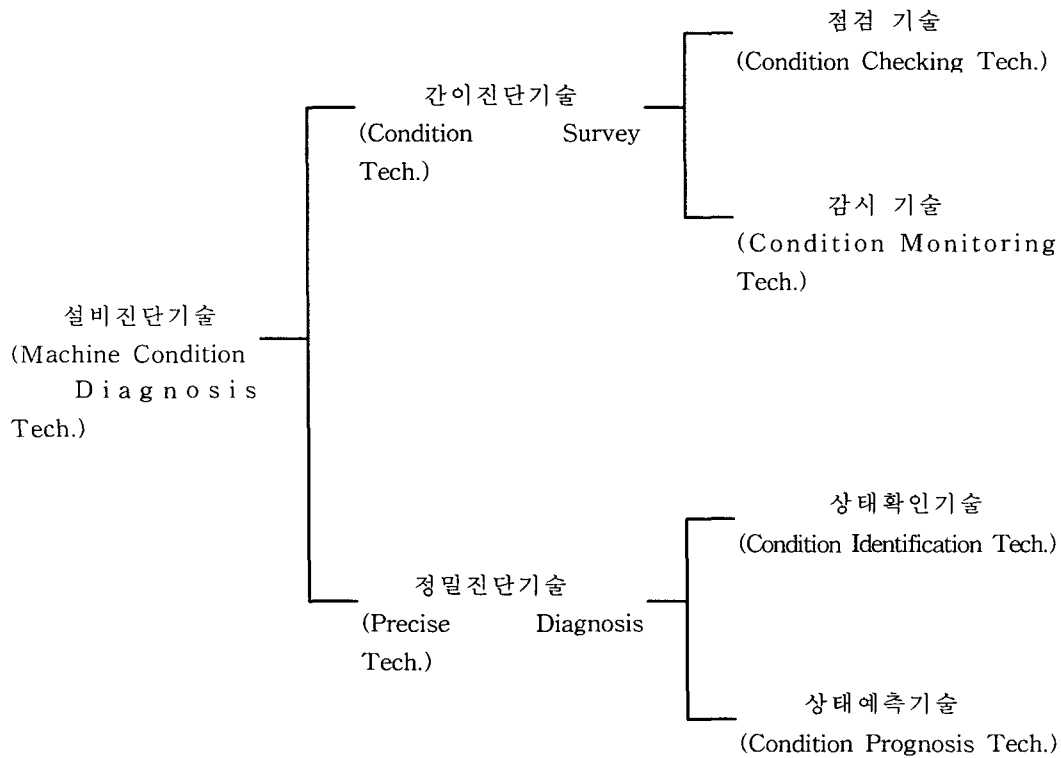 점검 기술
(Condition Checking Tech.)
간이진단기술
(Condition Survey
Tech.)
감시 기술
(Condition Monitoring
Tech.)
설비진단기술
(Machine Condition
Diagnosis
Tech.)
상태확인기술
(Condition Identification Tech.)
정밀진단기술
(Precise Diagnosis
Tech.)
상태예측기술
(Condition Prognosis Tech.)